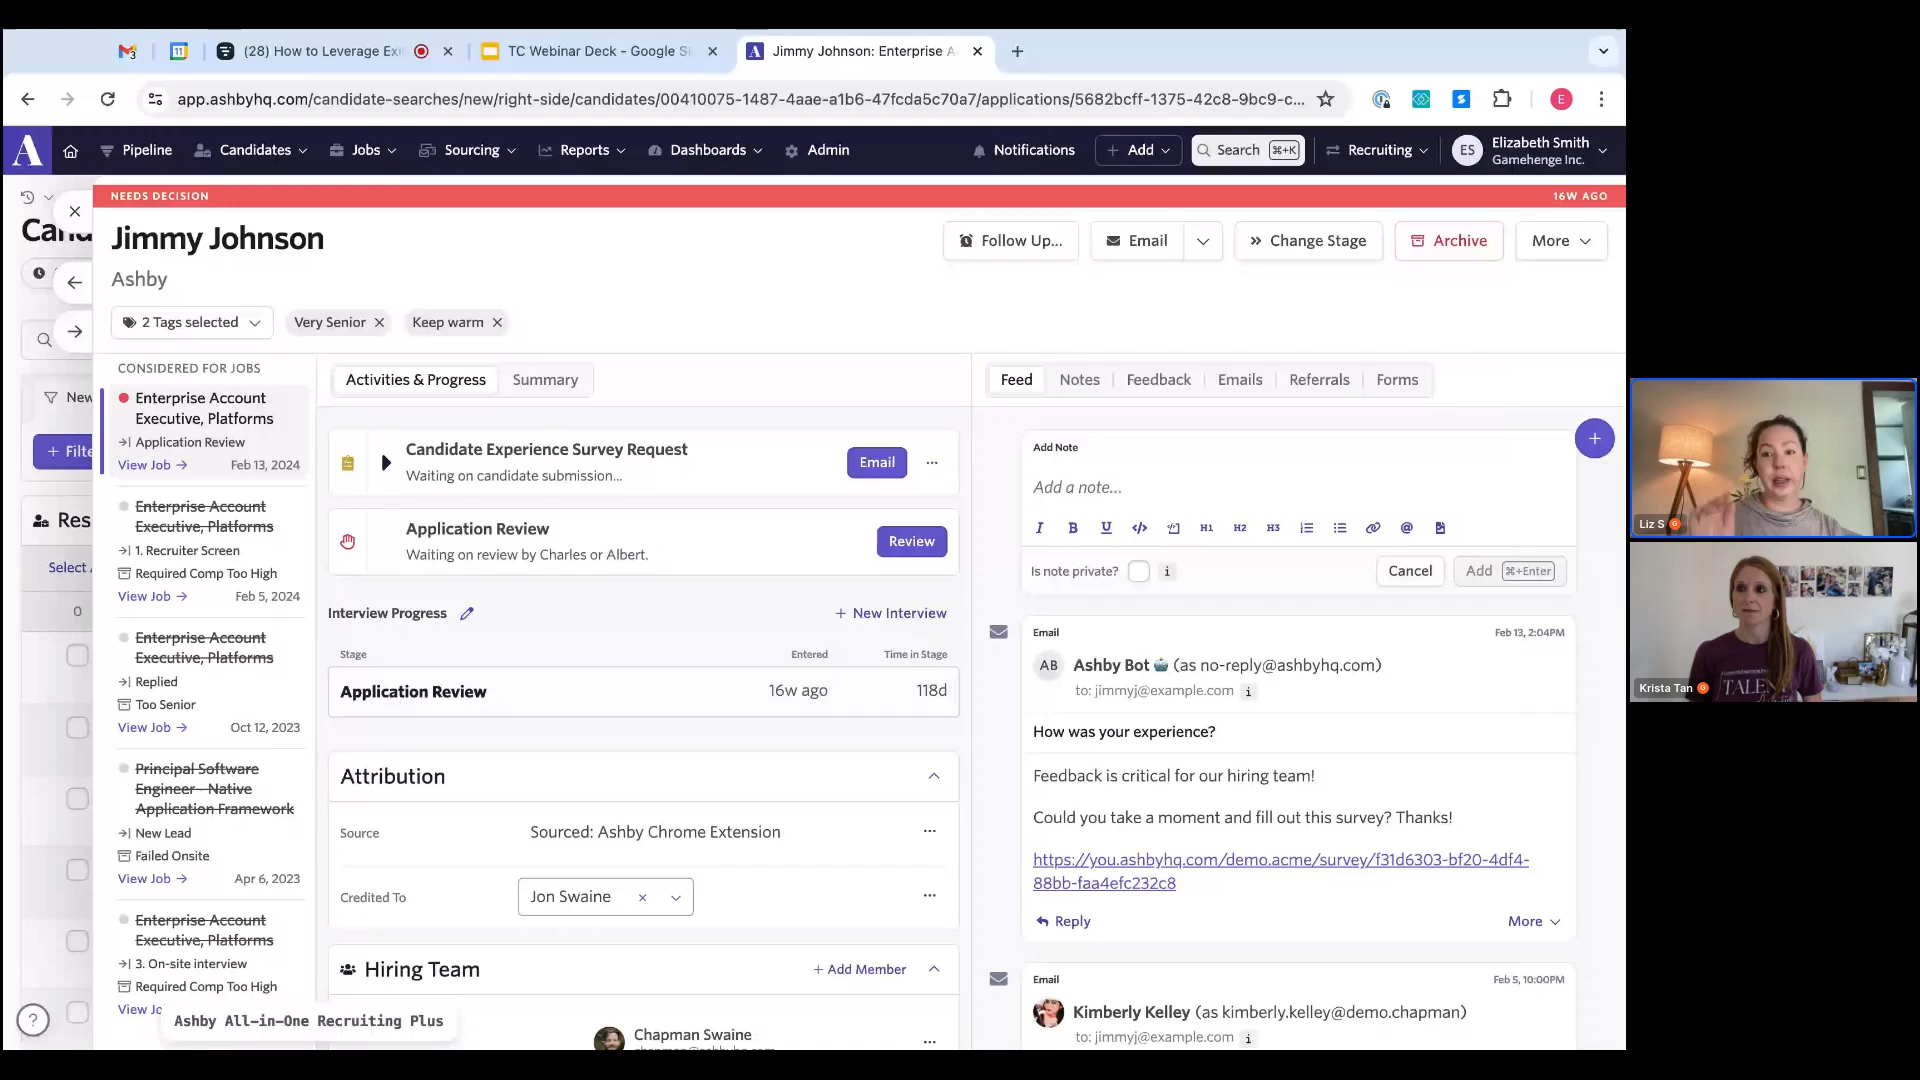 (28) How to Leverage Exi
TC Webinar Deck - Google Sl
Jimmy Johnson: Enterprise A
app.ashbyhq.com/candidate-searches/new/right-side/candidates/00410075-1487-4aae-a1b6-47fcda5c70a7/applications/5682bcff-1375-42c8-9bc9-c...
E
A
Pipeline
Candidates
Jobs
Sourcing
Reports
Dashboards
Admin
Notifications
+ Add
Search ⌘+K
Recruiting
ES
Elizabeth Smith
Gamehenge Inc.
NEEDS DECISION
16W AGO
Jimmy Johnson
Ashby
Follow Up...
Email
Change Stage
Archive
More
2 Tags selected
Very Senior
Keep warm
New
+ Filte
Res
Select
0
CONSIDERED FOR JOBS
Enterprise Account
Executive, Platforms
Application Review
View Job →
Feb 13, 2024
Enterprise Account
Executive, Platforms
1. Recruiter Screen
Required Comp Too High
View Job →
Feb 5, 2024
Enterprise Account
Executive, Platforms
Replied
Too Senior
View Job →
Oct 12, 2023
Principal Software
Engineer - Native
Application Framework
New Lead
Failed Onsite
View Job →
Apr 6, 2023
Enterprise Account
Executive, Platforms
3. On-site interview
Required Comp Too High
View Jo
Ashby All-in-One Recruiting Plus
Activities & Progress
Summary
Candidate Experience Survey Request
Waiting on candidate submission...
Email
Application Review
Waiting on review by Charles or Albert.
Review
Interview Progress
+ New Interview
Stage
Entered
Time in Stage
Application Review
16w ago
118d
Attribution
Source
Sourced: Ashby Chrome Extension
Credited To
Jon Swaine
Hiring Team
+ Add Member
Chapman Swaine
Feed
Notes
Feedback
Emails
Referrals
Forms
Add Note
Add a note...
I B U H1 H2 H3
Is note private?
Cancel
Add ⌘+Enter
Email
Feb 13, 2:04PM
AB
Ashby Bot (as no-reply@ashbyhq.com)
to: jimmyj@example.com
How was your experience?
Feedback is critical for our hiring team!
Could you take a moment and fill out this survey? Thanks!
https://you.ashbyhq.com/demo.acme/survey/f31d6303-bf20-4df4-
88bb-faa4efc232c8
Reply
More
Email
Feb 5, 10:00PM
Kimberly Kelley (as kimberly.kelley@demo.chapman)
to: jimmyj@example.com
Liz S
Krista Tan
TALEN